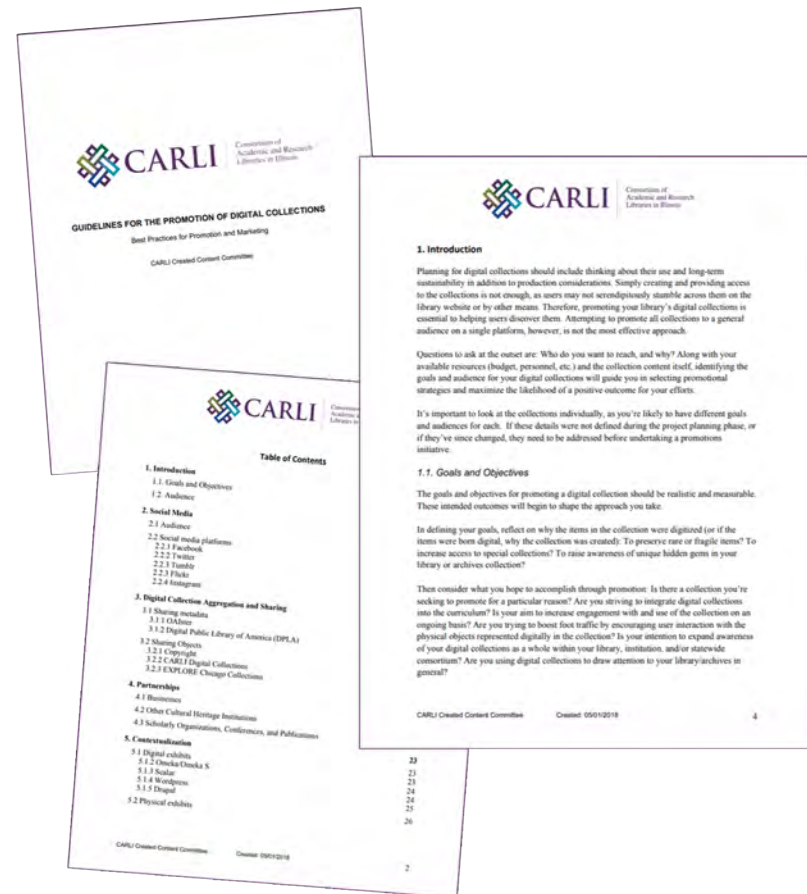 CARLI
Consortium of
Academic and Research
Libraries in Illinois
GUIDELINES FOR THE PROMOTION OF DIGITAL COLLECTIONS
Best Practices for Promotion and Marketing
CARLI Created Content Committee
CARLI
Table of Contents
1. Introduction
1.1. Goals and Objectives
1.2. Audience
2. Social Media
2.1 Audience
2.2 Social media platforms
2.2.1 Facebook
2.2.2 Twitter
2.2.3 Tumblr
2.2.3 Flickr
2.2.4 Instagram
3. Digital Collection Aggregation and Sharing
3.1 Sharing metadata
3.1.1 OAIster
3.1.2 Digital Public Library of America (DPLA)
3.2 Sharing Objects
3.2.1 Copyright
3.2.2 CARLI Digital Collections
3.2.3 EXPLORE Chicago Collections
4. Partnerships
4.1 Businesses
4.2 Other Cultural Heritage Institutions
4.3 Scholarly Organizations, Conferences, and Publications
5. Contextualization
23
5.1 Digital exhibits 23
5.1.2 Omeka/Omeka S 23
5.1.3 Scalar 24
5.1.4 Wordpress 24
5.1.5 Drupal 25
5.2 Physical exhibits 26
CARLI Created Content Committee Created: 05/01/2018 2
CARLI
Consortium of
Academic and Research
Libraries in Illinois
1. Introduction
Planning for digital collections should include thinking about their use and long-term
sustainability in addition to production considerations. Simply creating and providing access
to the collections is not enough, as users may not serendipitously stumble across them on the
library website or by other means. Therefore, promoting your library's digital collections is
essential to helping users discover them. Attempting to promote all collections to a general
audience on a single platform, however, is not the most effective approach.
Questions to ask at the outset are: Who do you want to reach, and why? Along with your
available resources (budget, personnel, etc.) and the collection content itself, identifying the
goals and audience for your digital collections will guide you in selecting promotional
strategies and maximize the likelihood of a positive outcome for your efforts.
It's important to look at the collections individually, as you're likely to have different goals
and audiences for each. If these details were not defined during the project planning phase, or
if they've since changed, they need to be addressed before undertaking a promotions
initiative.
1.1. Goals and Objectives
The goals and objectives for promoting a digital collection should be realistic and measurable.
These intended outcomes will begin to shape the approach you take.
In defining your goals, reflect on why the items in the collection were digitized (or if the
items were born digital, why the collection was created): To preserve rare or fragile items? To
increase access to special collections? To raise awareness of unique hidden gems in your
library or archives collection?
Then consider what you hope to accomplish through promotion: Is there a collection you're
seeking to promote for a particular reason? Are you striving to integrate digital collections
into the curriculum? Is your aim to increase engagement with and use of the collection on an
ongoing basis? Are you trying to boost foot traffic by encouraging user interaction with the
physical objects represented digitally in the collection? Is your intention to expand awareness
of your digital collections as a whole within your library, institution, and/or statewide
consortium? Are you using digital collections to draw attention to your library/archives in
general?
CARLI Created Content Committee Created: 05/01/2018 4